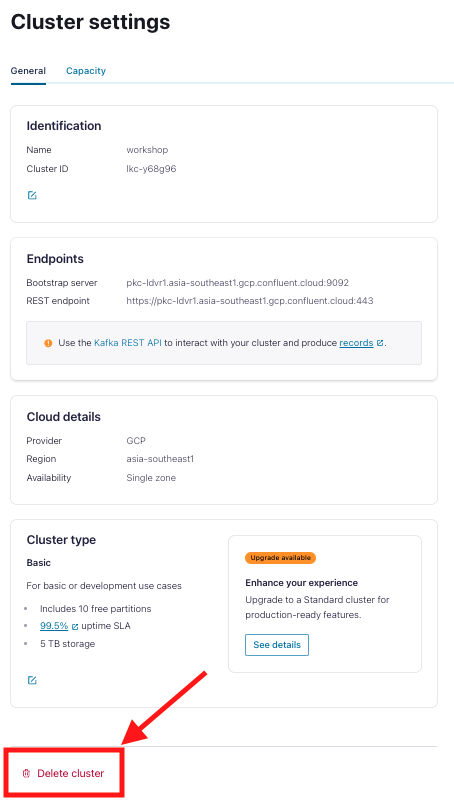 Cluster settings
General Capacity
Identification
Name workshop
Cluster ID lkc-y68g96
Endpoints
Bootstrap server pkc-ldvr1.asia-southeast1.gcp.confluent.cloud:9092
REST endpoint https://pkc-ldvr1.asia-southeast1.gcp.confluent.cloud:443
Use the Kafka REST API to interact with your cluster and produce records.
Cloud details
Provider GCP
Region asia-southeast1
Availability Single zone
Cluster type
Basic
For basic or development use cases
• Includes 10 free partitions
• 99.5% uptime SLA
• 5 TB storage
Upgrade available
Enhance your experience
Upgrade to a Standard cluster for
production-ready features.
See details
Delete cluster